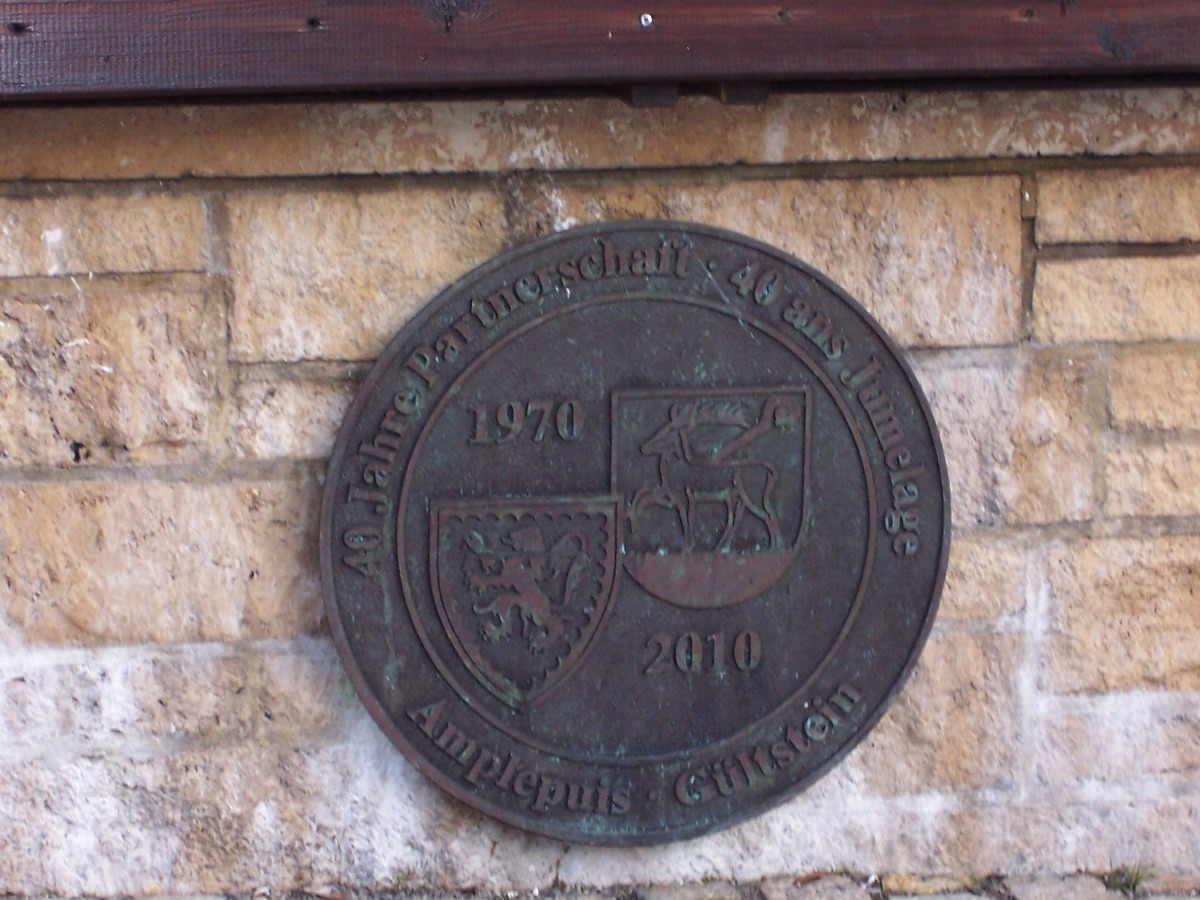 40 Jahre Partnerschaft · 40 ans Jumelage
1970
2010
Amplepuis · Gültstein